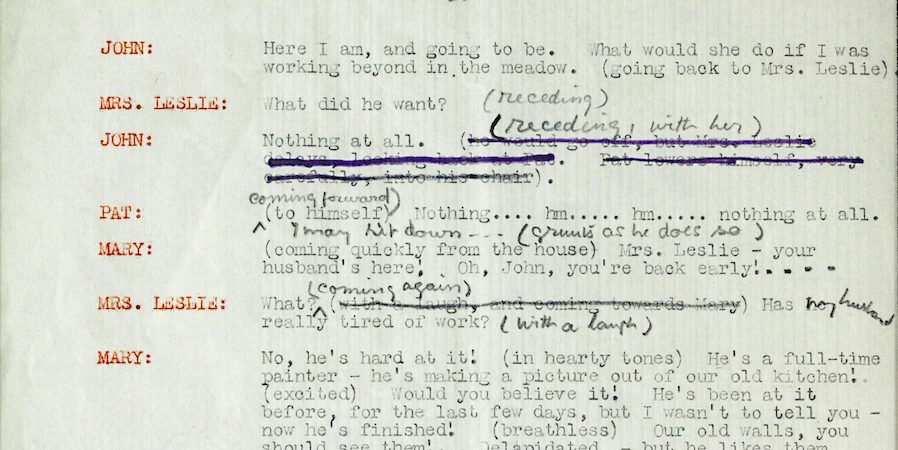 JOHN: Here I am, and going to be. What would she do if I was
working beyond in the meadow. (going back to Mrs. Leslie)
MRS. LESLIE: What did he want? (receding)
(receding, with her)
JOHN: Nothing at all. (he would go off, but Mrs. Leslie
delays, looking back at Pat. Pat lowers himself, very
carefully, into his chair).
coming forward)
PAT: (to himself) Nothing.... hm..... hm..... nothing at all.
I may sit down --- (grunts as he does so)
MARY: (coming quickly from the house) Mrs. Leslie - your
husband's here! Oh, John, you're back early!.....
(coming again)
MRS. LESLIE: What? (with a laugh, and coming towards Mary) Has my husband
really tired of work? (with a laugh)
MARY: No, he's hard at it! (in hearty tones) He's a full-time
painter - he's making a picture out of our old kitchen!
(excited) Would you believe it! He's been at it
before, for the last few days, but I wasn't to tell you -
now he's finished! (breathless) Our old walls, you
should see them! Delapidated - but he likes them